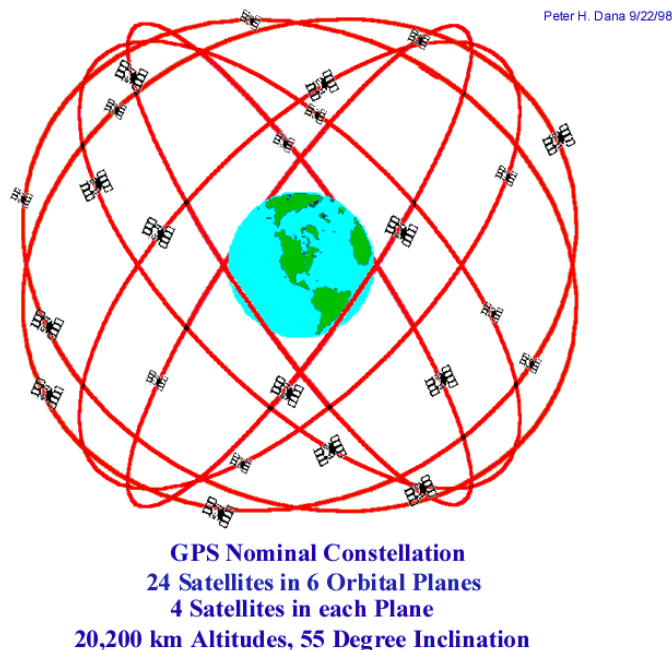 Peter H. Dana 9/22/98
GPS Nominal Constellation
24 Satellites in 6 Orbital Planes
4 Satellites in each Plane
20,200 km Altitudes, 55 Degree Inclination